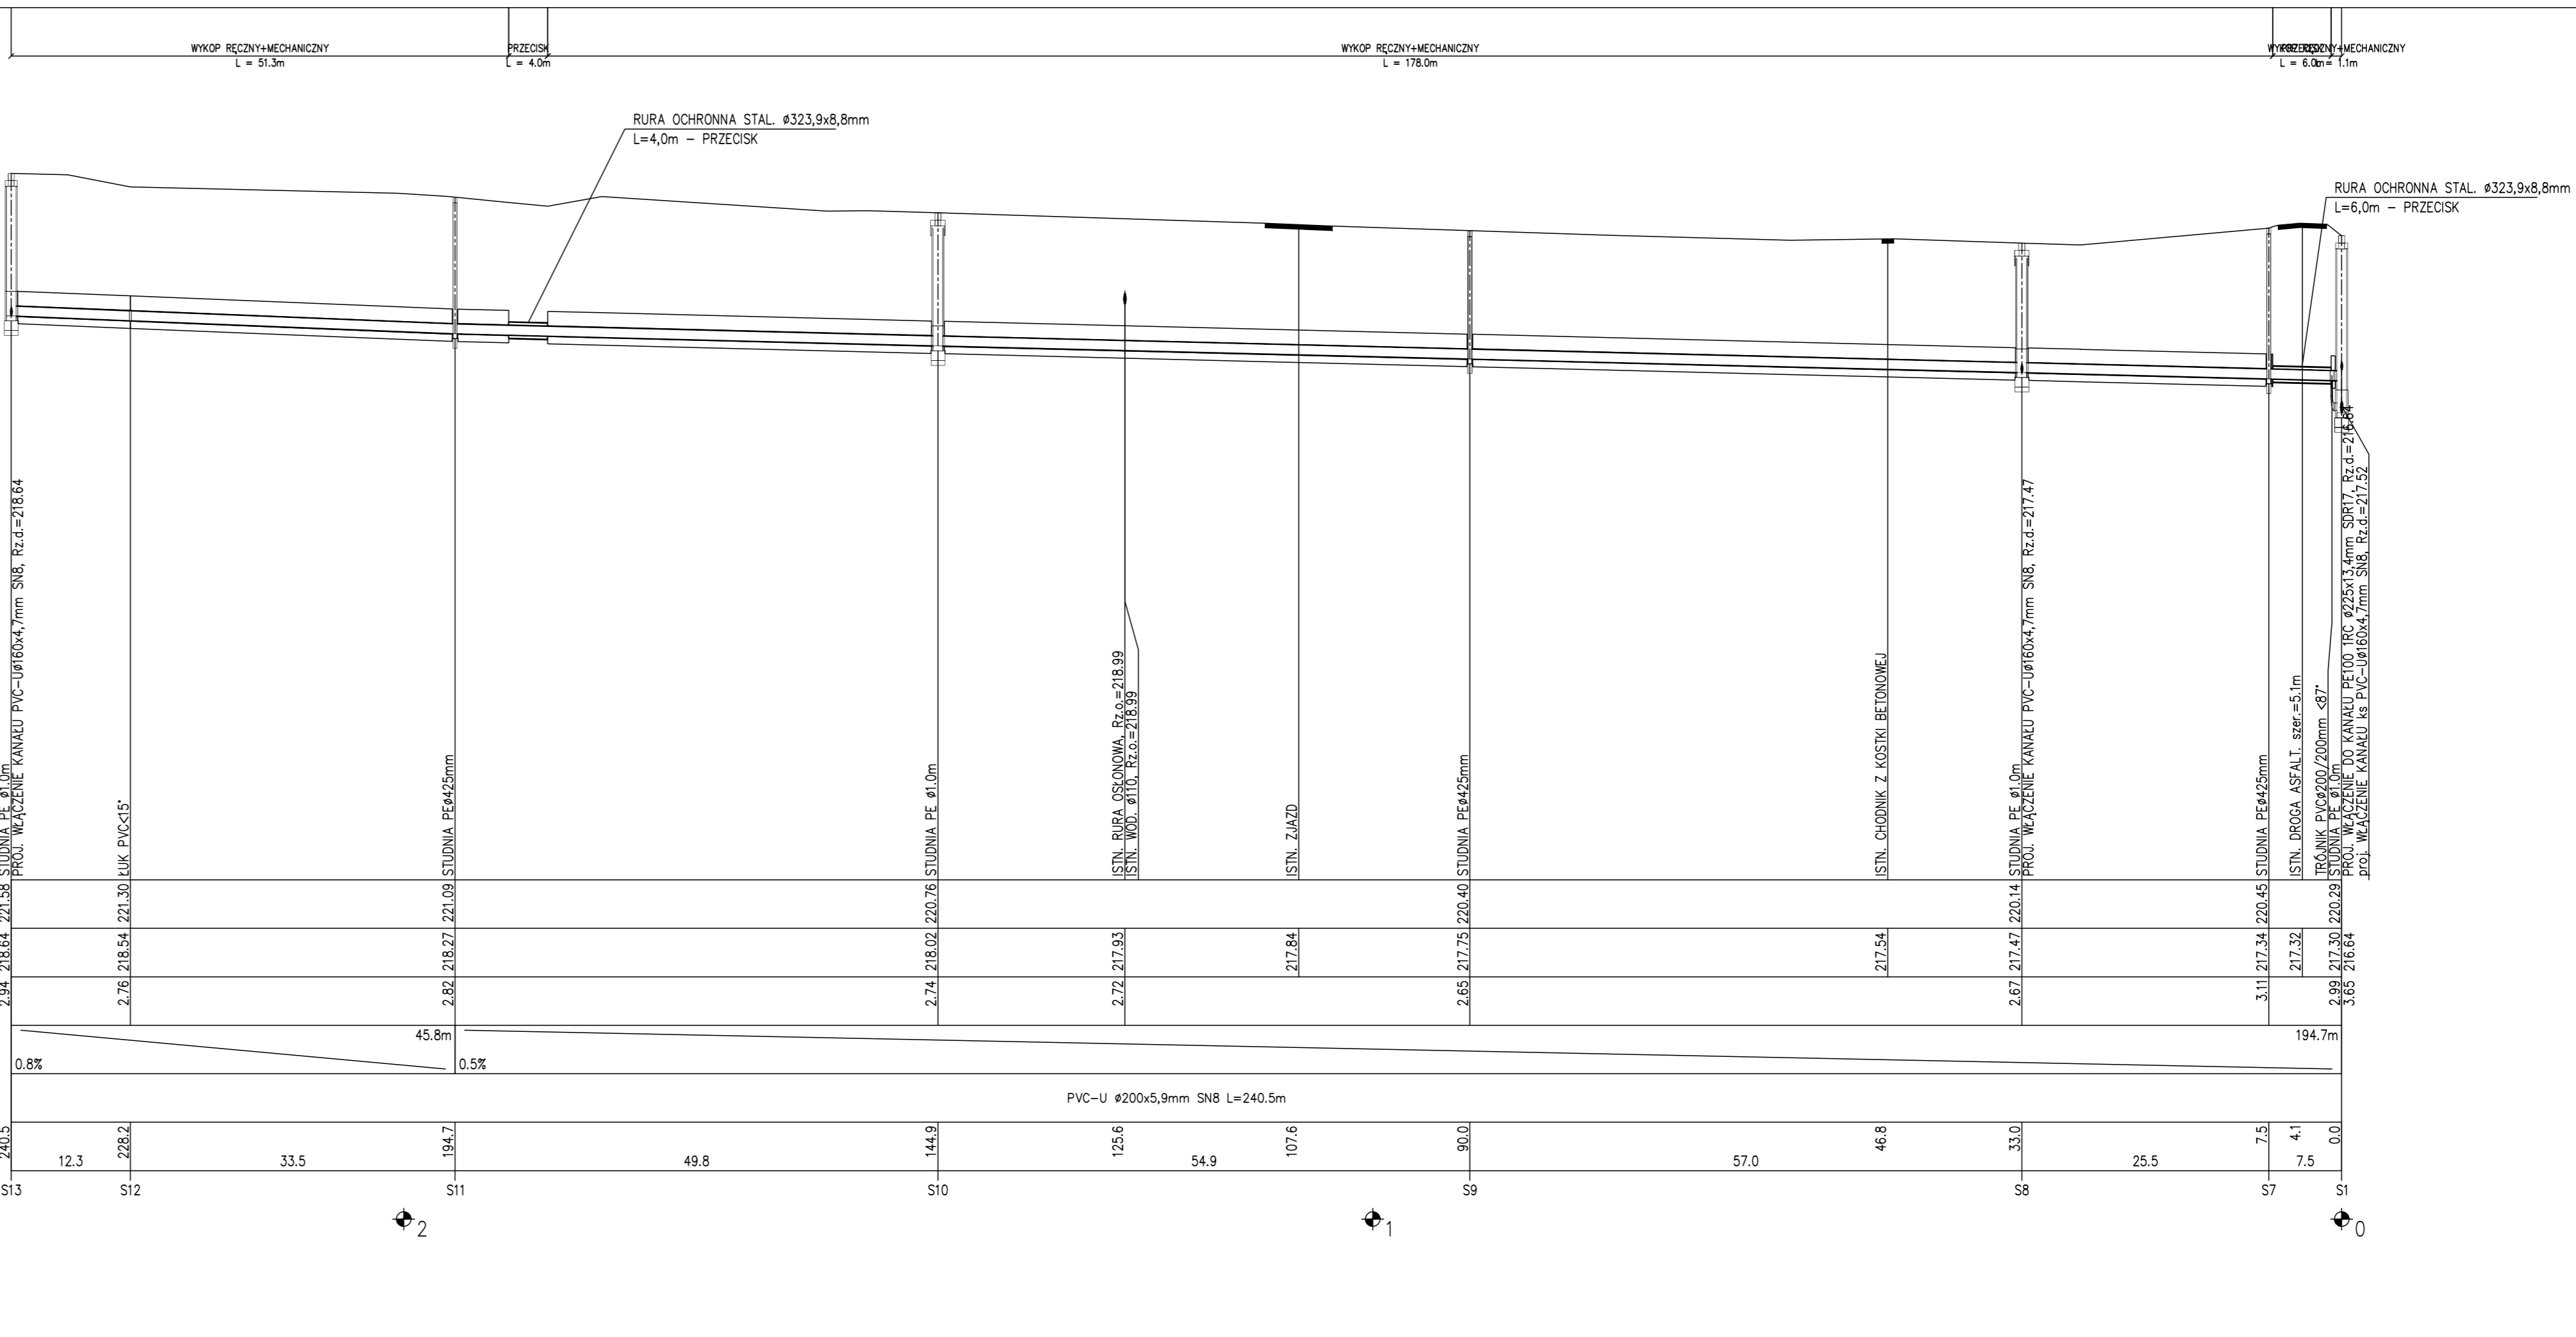 WYKOP RĘCZNY+MECHANICZNY
L = 51.3m
PRZECISK
L = 4.0m
WYKOP RĘCZNY+MECHANICZNY
L = 178.0m
PRZECISK
L = 6.0m
WYKOP RĘCZNY+MECHANICZNY
L = 1.1m
RURA OCHRONNA STAL. ø323,9x8,8mm
L=4,0m – PRZECISK
RURA OCHRONNA STAL. ø323,9x8,8mm
L=6,0m – PRZECISK
STUDNIA PE ø1.0m
PROJ. WŁĄCZENIE KANAŁU PVC–Uø160x4,7mm SN8, Rz.d.=218.64
ŁUK PVC<15°
STUDNIA PEø425mm
STUDNIA PE ø1.0m
ISTN. RURA OSŁONOWA, Rz.o.=218.99
ISTN. WOD. ø110, Rz.o.=218.99
ISTN. ZJAZD
STUDNIA PEø425mm
ISTN. CHODNIK Z KOSTKI BETONOWEJ
STUDNIA PE ø1.0m
PROJ. WŁĄCZENIE KANAŁU PVC–Uø160x4,7mm SN8, Rz.d.=217.47
STUDNIA PEø425mm
ISTN. DROGA ASFALT. szer.=5.1m
TRÓJNIK PVCø200/200mm <87°
STUDNIA PE ø1.0m
PROJ. WŁĄCZENIE DO KANAŁU PE100 1RC ø225x13,4mm SDR17, Rz.d.=216.64
proj. WŁĄCZENIE KANAŁU ks PVC–Uø160x4,7mm SN8, Rz.d.=217.52
221.58 221.30 221.09 220.76 220.40 220.14 220.45 220.29
218.64 218.54 218.27 218.02 217.93 217.84 217.75 217.54 217.47 217.34 217.32 217.30 216.64
2.94 2.76 2.82 2.74 2.72 2.65 2.67 3.11 2.99 3.65
45.8m 194.7m
0.8% 0.5%
PVC–U ø200x5,9mm SN8 L=240.5m
240.5 228.2 194.7 144.9 125.6 107.6 90.0 46.8 33.0 7.5 4.1 0.0
12.3 33.5 49.8 54.9 57.0 25.5 7.5
S13 S12 S11 S10 S9 S8 S7 S1
2 1 0